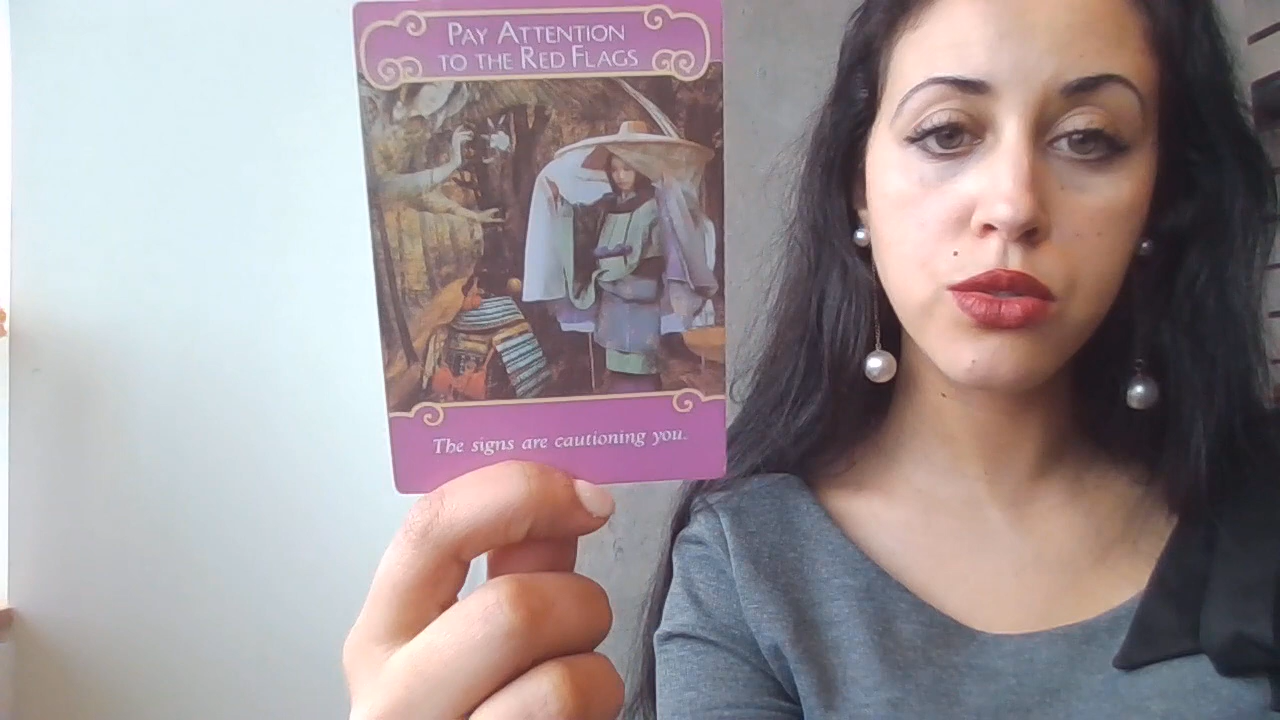 PAY ATTENTION
TO THE RED FLAGS
The signs are cautioning you.